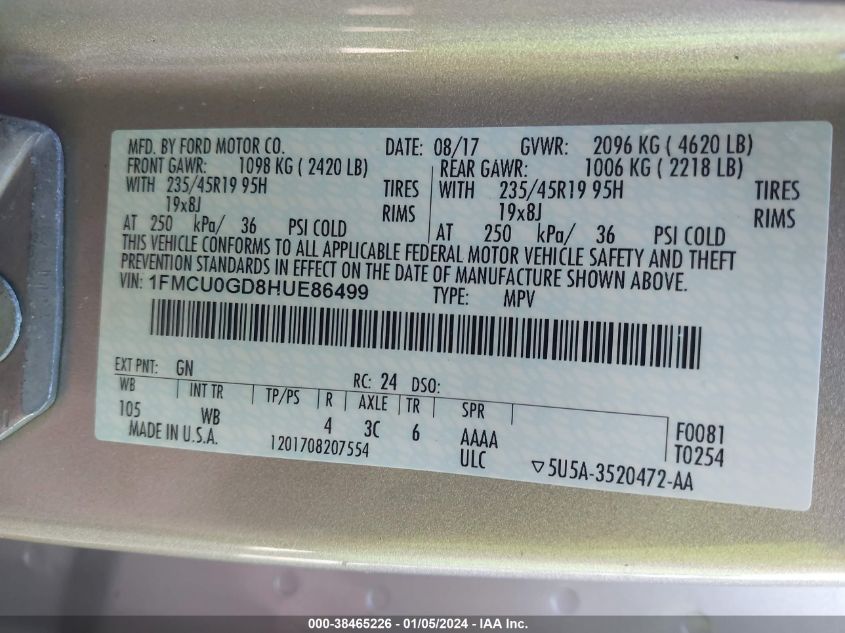 MFD. BY FORD MOTOR CO. DATE: 08/17 GVWR: 2096 KG ( 4620 LB)
FRONT GAWR: 1098 KG ( 2420 LB) REAR GAWR: 1006 KG ( 2218 LB)
WITH 235/45R19 95H TIRES WITH 235/45R19 95H TIRES
19x8J RIMS 19x8J RIMS
AT 250 kPa/ 36 PSI COLD AT 250 kPa/ 36 PSI COLD
THIS VEHICLE CONFORMS TO ALL APPLICABLE FEDERAL MOTOR VEHICLE SAFETY AND THEFT
PREVENTION STANDARDS IN EFFECT ON THE DATE OF MANUFACTURE SHOWN ABOVE.
VIN: 1FMCU0GD8HUE86499 TYPE: MPV
EXT PNT: GN RC: 24 DSO:
WB INT TR TP/PS R AXLE TR SPR
105 WB 4 3C 6 AAAA F0081
MADE IN U.S.A. 1201708207554 ULC T0254
▽5U5A-3520472-AA
000-38465226 - 01/05/2024 - IAA Inc.